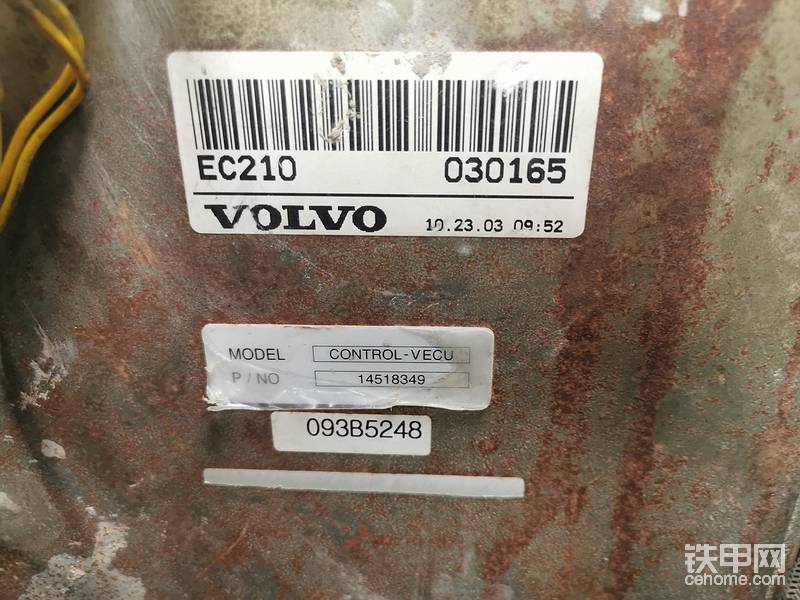 EC210 030165
VOLVO 10.23.03 09:52
MODEL CONTROL-VECU
P/NO 14518349
093B5248
铁甲网
cehome.com